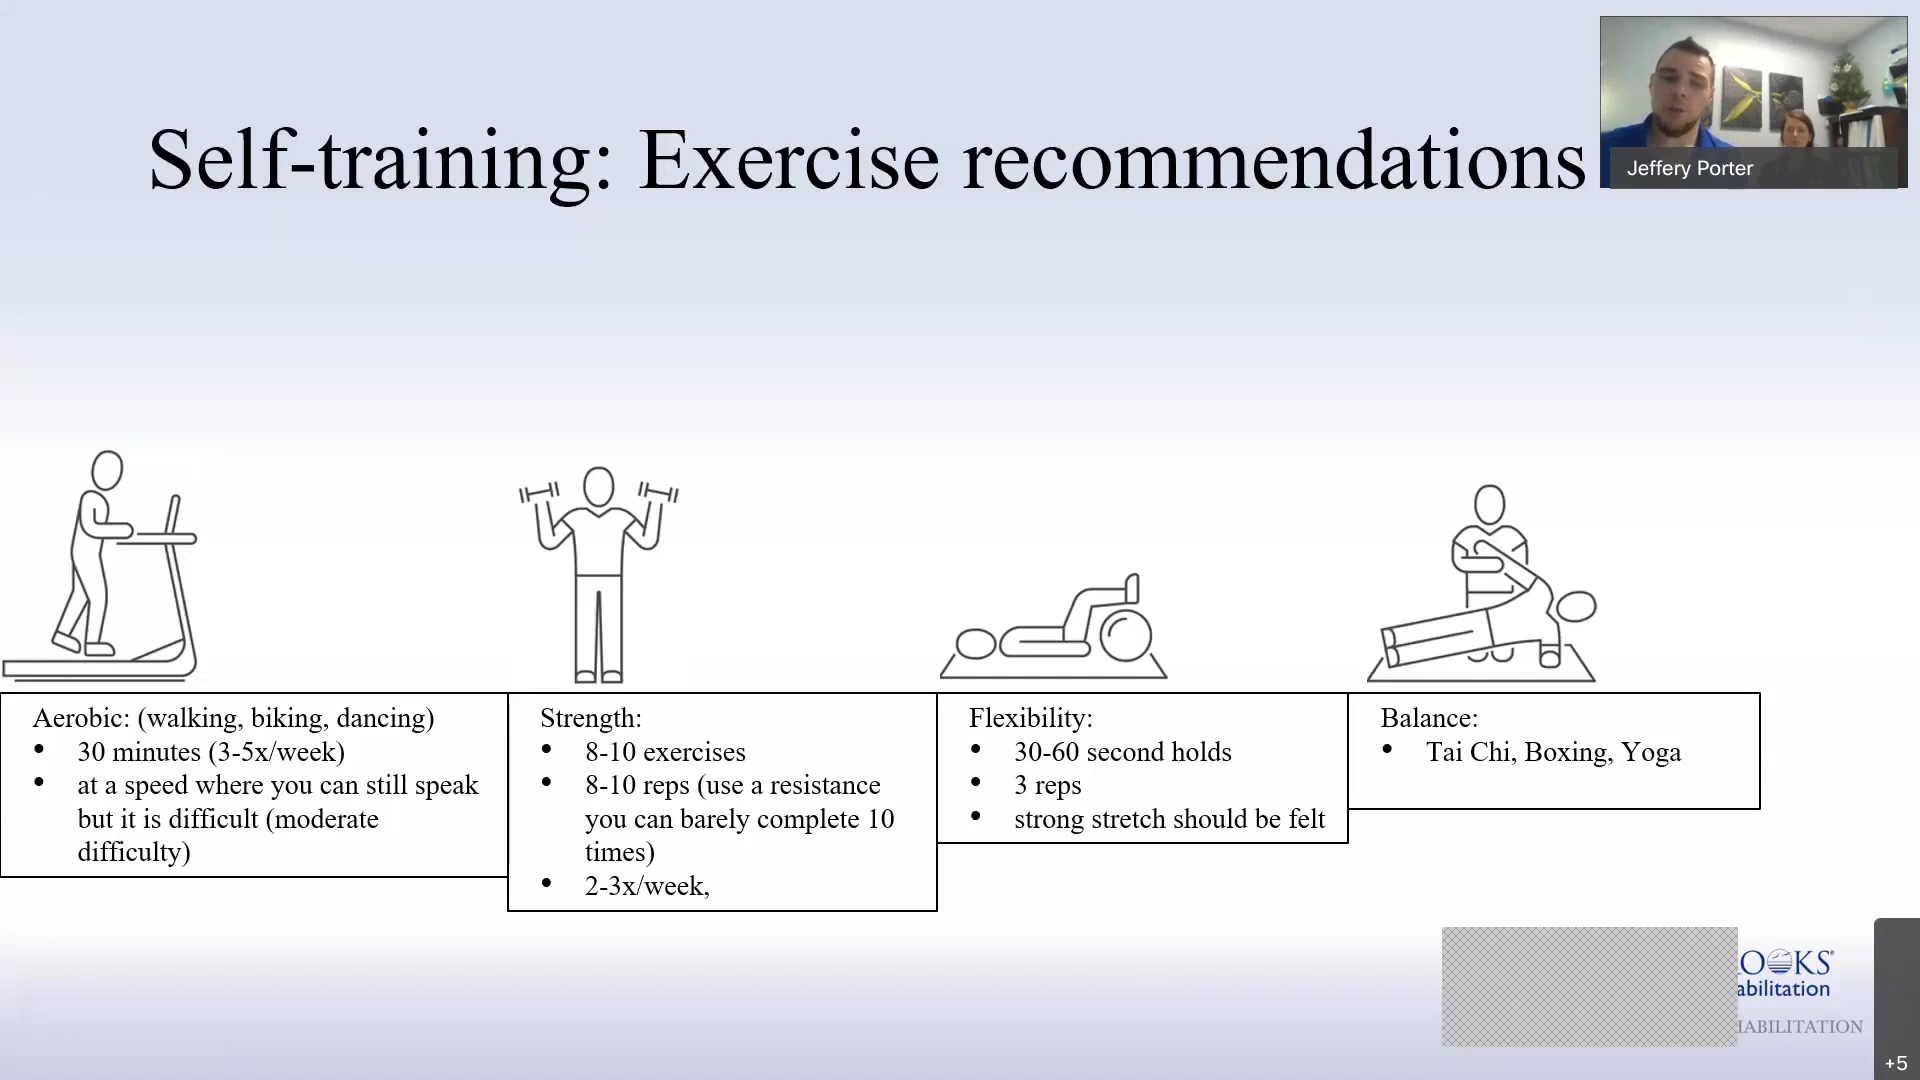 Self-training: Exercise recommendations
Jeffery Porter
Aerobic: (walking, biking, dancing)
• 30 minutes (3-5x/week)
• at a speed where you can still speak
but it is difficult (moderate
difficulty)
Strength:
• 8-10 exercises
• 8-10 reps (use a resistance
you can barely complete 10
times)
• 2-3x/week,
Flexibility:
• 30-60 second holds
• 3 reps
• strong stretch should be felt
Balance:
• Tai Chi, Boxing, Yoga
OOKS®
abilitation
HABILITATION
+5